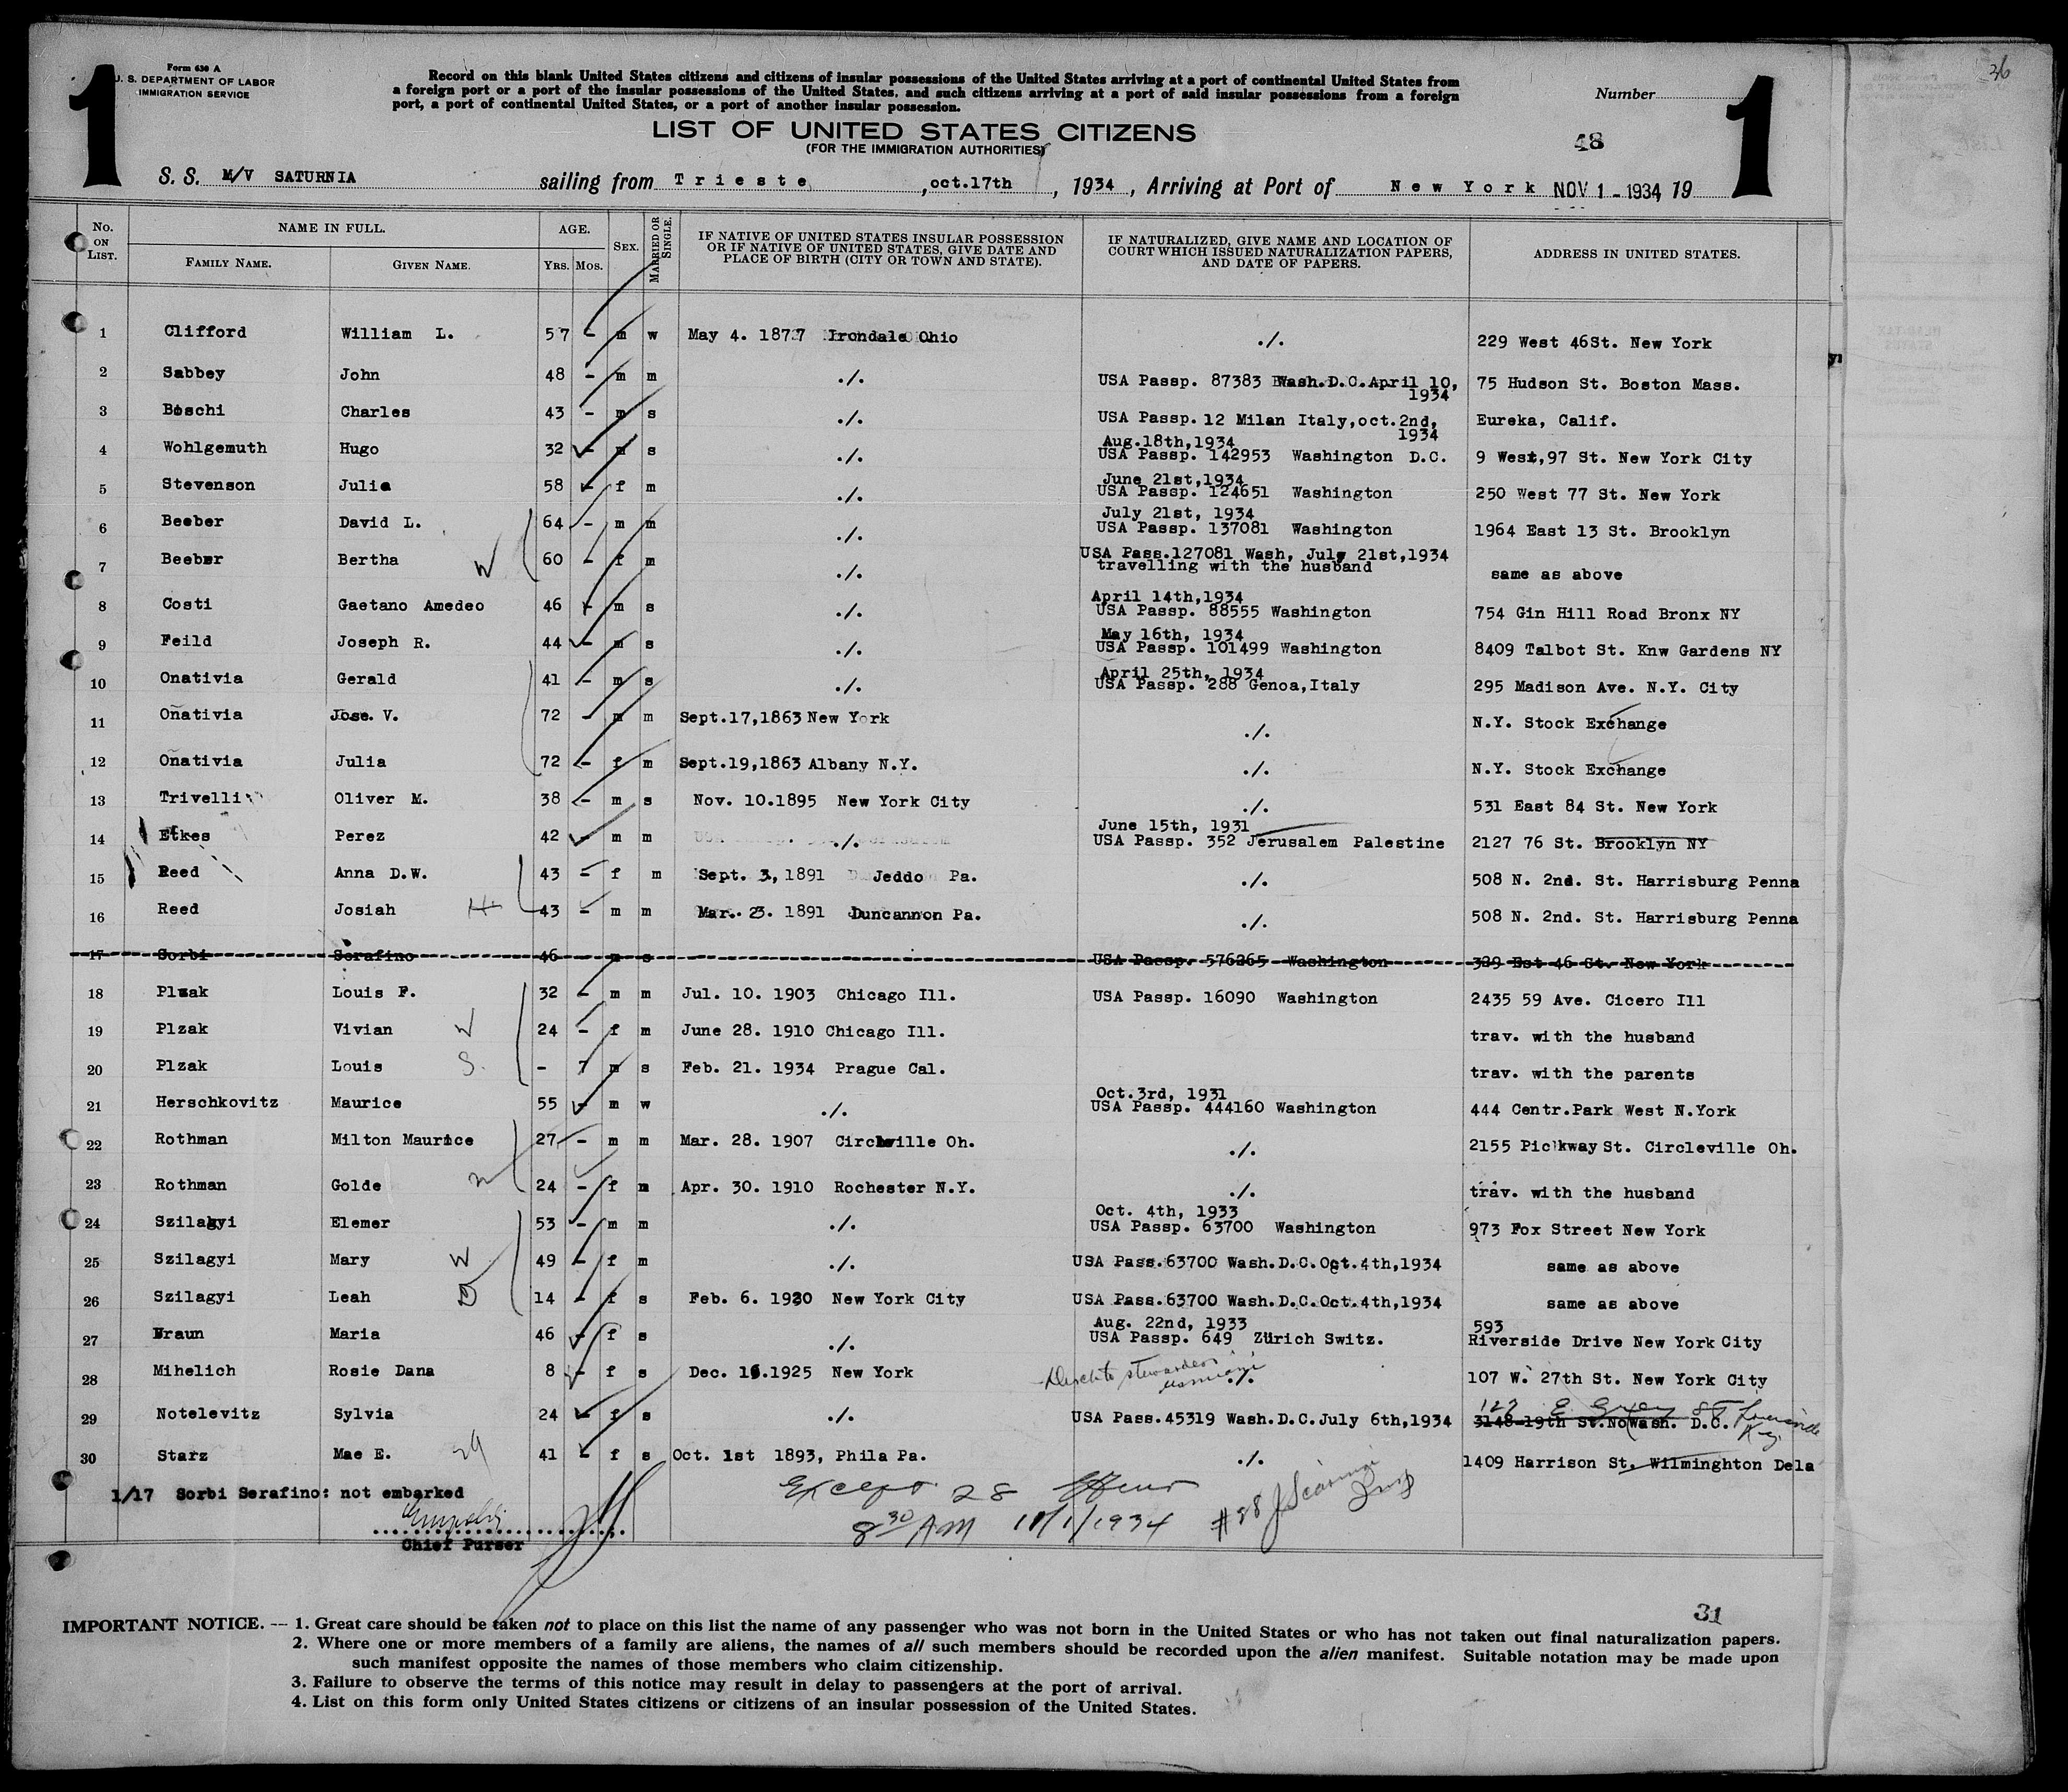 36
1
Form 630 A
U. S. DEPARTMENT OF LABOR
IMMIGRATION SERVICE
Record on this blank United States citizens and citizens of insular possessions of the United States arriving at a port of continental United States from
a foreign port or a port of the insular possessions of the United States, and such citizens arriving at a port of said insular possessions from a foreign
port, a port of continental United States, or a port of another insular possession.
Number
1
LIST OF UNITED STATES CITIZENS
(FOR THE IMMIGRATION AUTHORITIES)
48
S. S. M/V SATURNIA sailing from Trieste, oct.17th, 1934, Arriving at Port of New York NOV 1 - 1934, 19
No. ON LIST. NAME IN FULL. AGE. SEX. MARRIED OR SINGLE. IF NATIVE OF UNITED STATES INSULAR POSSESSION OR IF NATIVE OF UNITED STATES, GIVE DATE AND PLACE OF BIRTH (CITY OR TOWN AND STATE). IF NATURALIZED, GIVE NAME AND LOCATION OF COURT WHICH ISSUED NATURALIZATION PAPERS, AND DATE OF PAPERS. ADDRESS IN UNITED STATES.
FAMILY NAME. GIVEN NAME. YRS. MOS.
1 Clifford William L. 57 - m w May 4. 1877 Irondale Ohio ./. 229 West 46St. New York
2 Sabbey John 48 - m m ./. USA Passp. 87383 Wash.D.C.April 10, 1934 75 Hudson St. Boston Mass.
3 Boschi Charles 43 - m s ./. USA Passp. 12 Milan Italy,oct.2nd, 1934 Eureka, Calif.
4 Wohlgemuth Hugo 32 - m s ./. Aug.18th,1934 USA Passp. 142953 Washington D.C. 9 West,97 St. New York City
5 Stevenson Julia 58 - f m ./. June 21st,1934 USA Passp. 124651 Washington 250 West 77 St. New York
6 Beeber David L. 64 - m m ./. July 21st, 1934 USA Passp. 137081 Washington 1964 East 13 St. Brooklyn
7 Beeber Bertha W 60 - f m ./. USA Pass.127081 Wash, July 21st,1934 travelling with the husband same as above
8 Costi Gaetano Amedeo 46 - m s ./. April 14th,1934 USA Passp. 88555 Washington 754 Gin Hill Road Bronx NY
9 Feild Joseph R. 44 - m s ./. May 16th, 1934 USA Passp. 101499 Washington 8409 Talbot St. Knw Gardens NY
10 Onativia Gerald 41 - m s ./. April 25th, 1934 USA Passp. 288 Genoa,Italy 295 Madison Ave. N.Y. City
11 Oñativia Jose. V. 72 - m m Sept.17,1863 New York ./. N.Y. Stock Exchange
12 Oñativia Julia 72 - f m Sept.19,1863 Albany N.Y. ./. N.Y. Stock Exchange
13 Trivelli Oliver M. 38 - m s Nov. 10.1895 New York City ./. 531 East 84 St. New York
14 Etkes Perez 42 - m m ./. June 15th, 1931 USA Passp. 352 Jerusalem Palestine 2127 76 St. Brooklyn NY
15 Reed Anna D.W. 43 - f m Sept. 3, 1891 Jeddo Pa. ./. 508 N. 2nd. St. Harrisburg Penna
16 Reed Josiah H 43 - m m Mar. 23. 1891 Duncannon Pa. ./. 508 N. 2nd. St. Harrisburg Penna
17 Sorbi Serafino 46 - m s USA Passp. 576265 Washington 329 Est 46 St. New York
18 Plzak Louis F. 32 - m m Jul. 10. 1903 Chicago Ill. USA Passp. 16090 Washington 2435 59 Ave. Cicero Ill
19 Plzak Vivian W 24 - f m June 28. 1910 Chicago Ill. trav. with the husband
20 Plzak Louis S. - 7 m s Feb. 21. 1934 Prague Cal. trav. with the parents
21 Herschkovitz Maurice 55 - m w ./. Oct.3rd, 1931 USA Passp. 444160 Washington 444 Centr.Park West N.York
22 Rothman Milton Maurice 27 - m m Mar. 28. 1907 Circleville Oh. ./. 2155 Pickway St. Circleville Oh.
23 Rothman Golde 24 - f m Apr. 30. 1910 Rochester N.Y. ./. trav. with the husband
24 Szilagyi Elemer 53 - m m ./. Oct. 4th, 1933 USA Passp. 63700 Washington 973 Fox Street New York
25 Szilagyi Mary W 49 - f m ./. USA Pass.63700 Wash.D.C.Oct.4th,1934 same as above
26 Szilagyi Leah D 14 - f s Feb. 6. 1920 New York City USA Pass.63700 Wash.D.C.Oct.4th,1934 same as above
27 Braun Maria 46 - f s ./. Aug. 22nd, 1933 USA Passp. 649 Zürich Switz. 593 Riverside Drive New York City
28 Mihelich Rosie Dana 8 - f s Dec. 16.1925 New York ./. 107 W. 27th St. New York City
29 Notelevitz Sylvia 24 - f s ./. USA Pass.45319 Wash.D.C.July 6th,1934 3148-19th St.No Wash. D.C. 127 E.
30 Starz Mae E. 29 41 - f s Oct. 1st 1893, Phila Pa. ./. 1409 Harrison St. Wilminghton Dela
1/17 Sorbi Serafino: not embarked
Except 28
8 30 AM 11/1/1934
#28
Chief Purser
31
IMPORTANT NOTICE. — 1. Great care should be taken not to place on this list the name of any passenger who was not born in the United States or who has not taken out final naturalization papers.
2. Where one or more members of a family are aliens, the names of all such members should be recorded upon the alien manifest. Suitable notation may be made upon
such manifest opposite the names of those members who claim citizenship.
3. Failure to observe the terms of this notice may result in delay to passengers at the port of arrival.
4. List on this form only United States citizens or citizens of an insular possession of the United States.